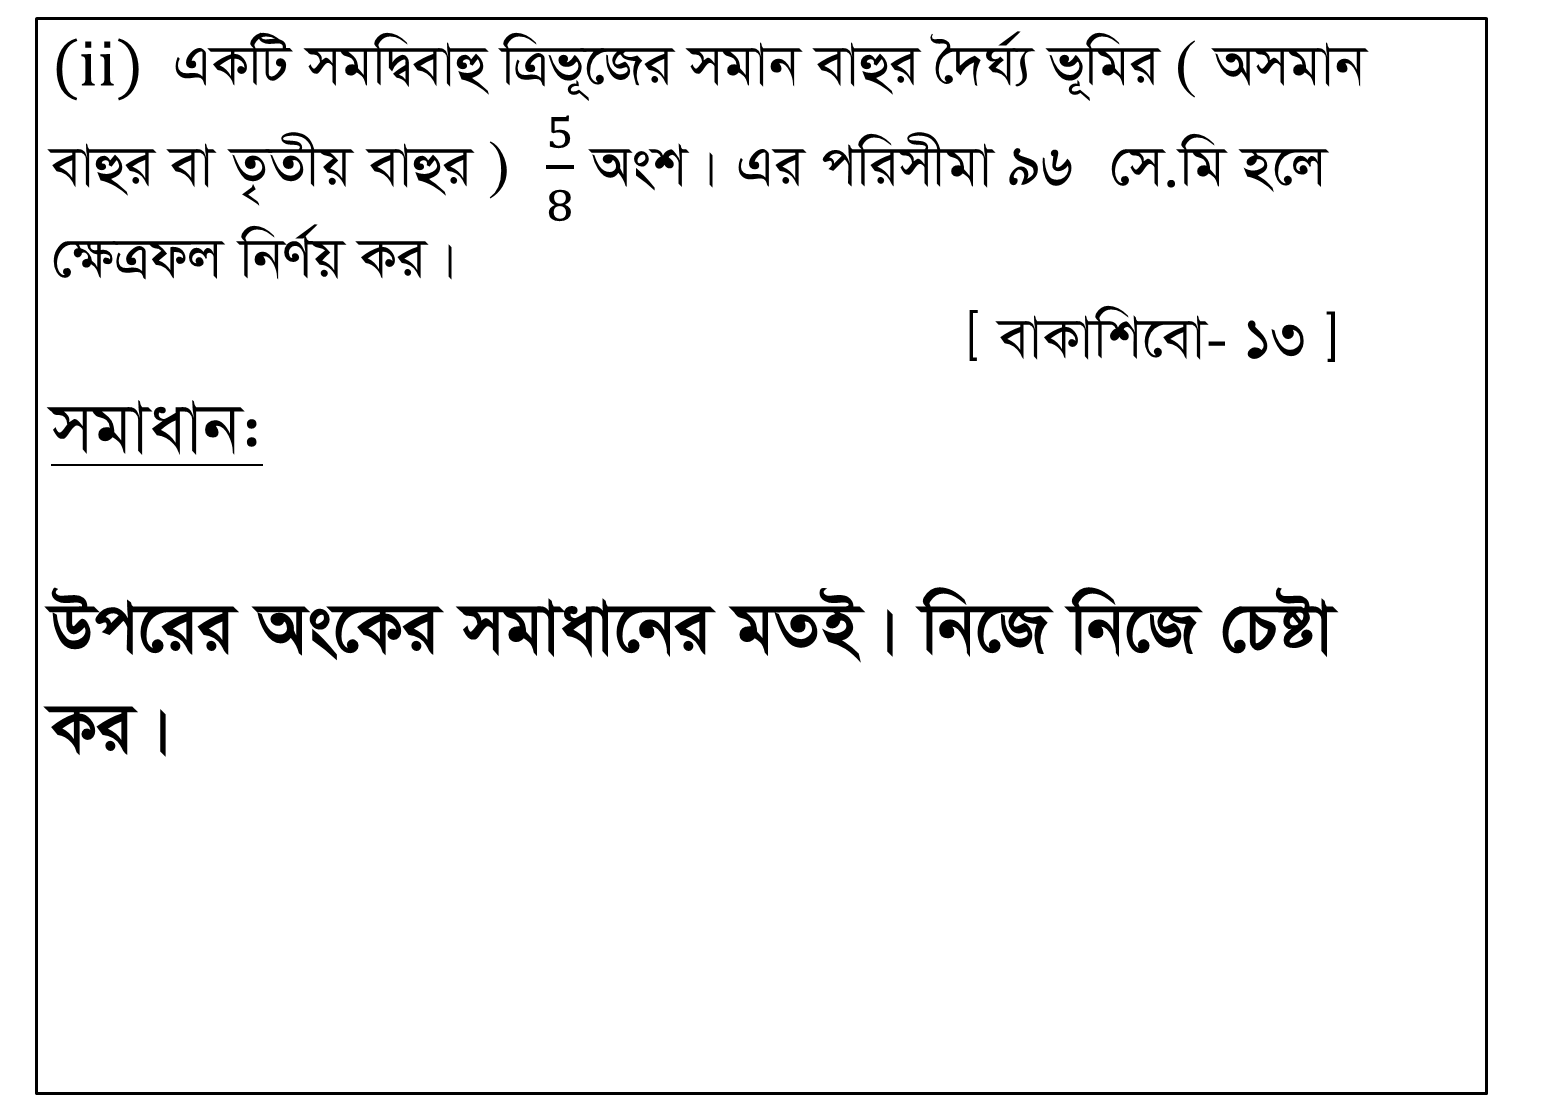 (ii) একটি সমদ্বিবাহু ত্রিভূজের সমান বাহুর দৈর্ঘ্য ভূমির ( অসমান
বাহুর বা তৃতীয় বাহুর ) 5/8 অংশ। এর পরিসীমা ৯৬ সে.মি হলে
ক্ষেত্রফল নির্ণয় কর।
[ বাকাশিবো- ১৩ ]
সমাধানঃ
উপরের অংকের সমাধানের মতই। নিজে নিজে চেষ্টা
কর।